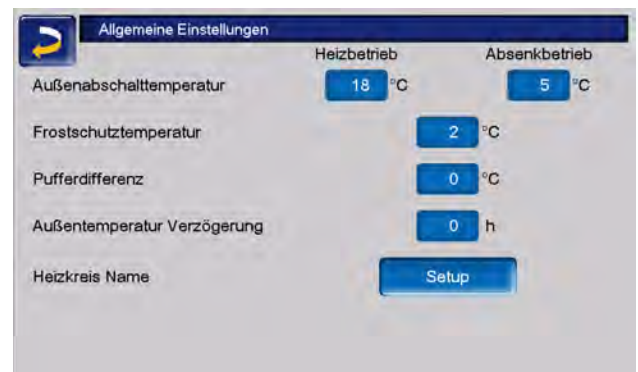 Allgemeine Einstellungen
Heizbetrieb Absenkbetrieb
Außenabschalttemperatur 18 °C 5 °C
Frostschutztemperatur 2 °C
Pufferdifferenz 0 °C
Außentemperatur Verzögerung 0 h
Heizkreis Name Setup